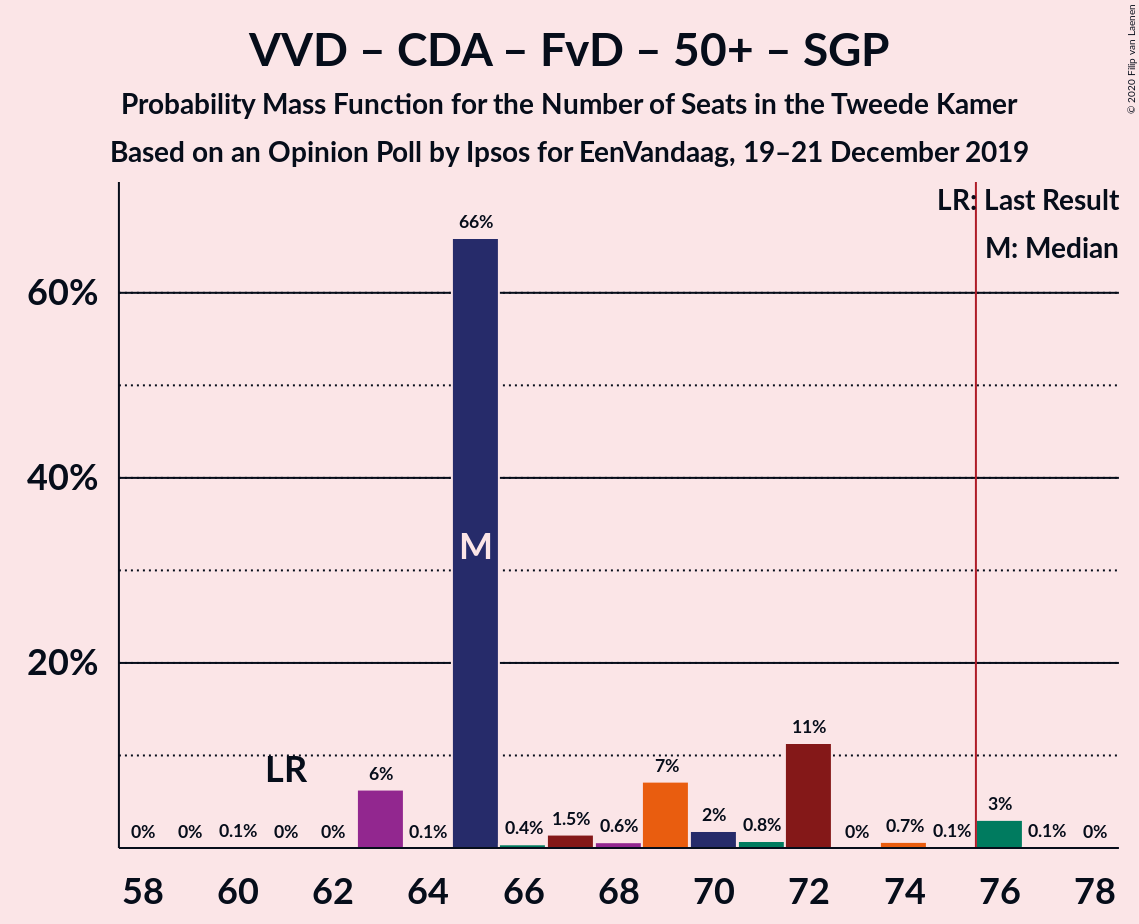 VVD – CDA – FvD – 50+ – SGP
Probability Mass Function for the Number of Seats in the Tweede Kamer
Based on an Opinion Poll by Ipsos for EenVandaag, 19–21 December 2019
© 2020 Filip van Laenen
LR: Last Result
M: Median
60%
40%
20%
66%
M
LR
0% 0% 0.1% 0% 0% 6% 0.1% 0.4% 1.5% 0.6% 7% 2% 0.8% 11% 0% 0.7% 0.1% 3% 0.1% 0%
58 60 62 64 66 68 70 72 74 76 78